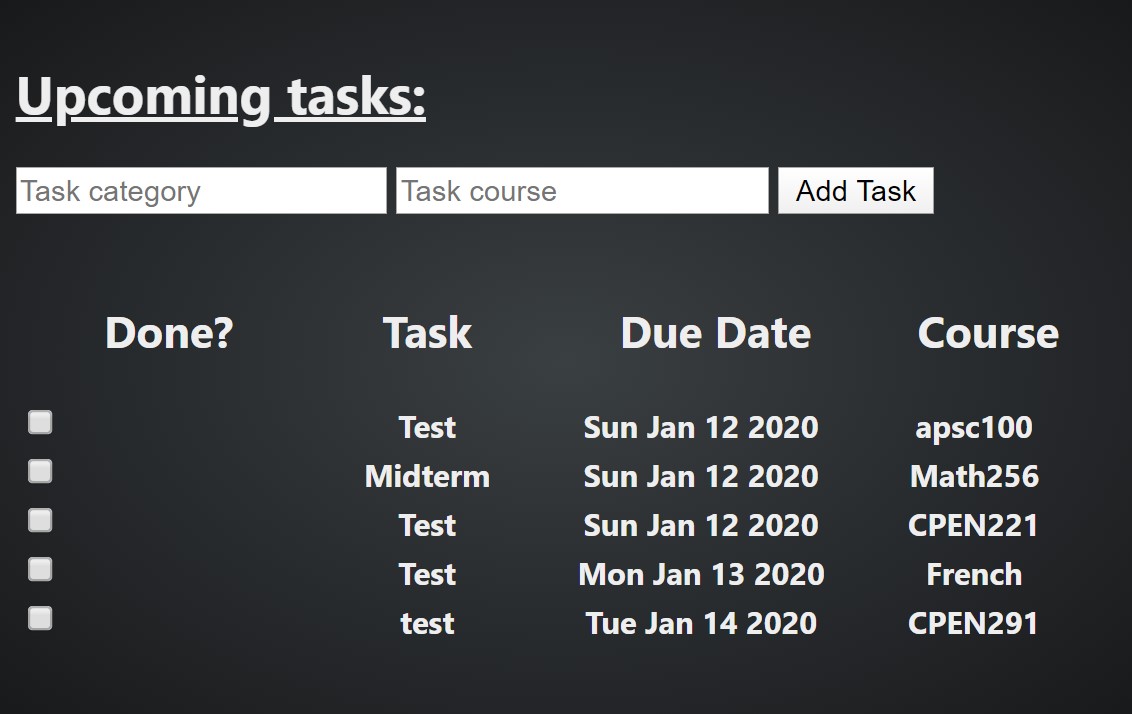 Upcoming tasks:
Task category Task course Add Task
Done? Task Due Date Course
Test Sun Jan 12 2020 apsc100
Midterm Sun Jan 12 2020 Math256
Test Sun Jan 12 2020 CPEN221
Test Mon Jan 13 2020 French
test Tue Jan 14 2020 CPEN291